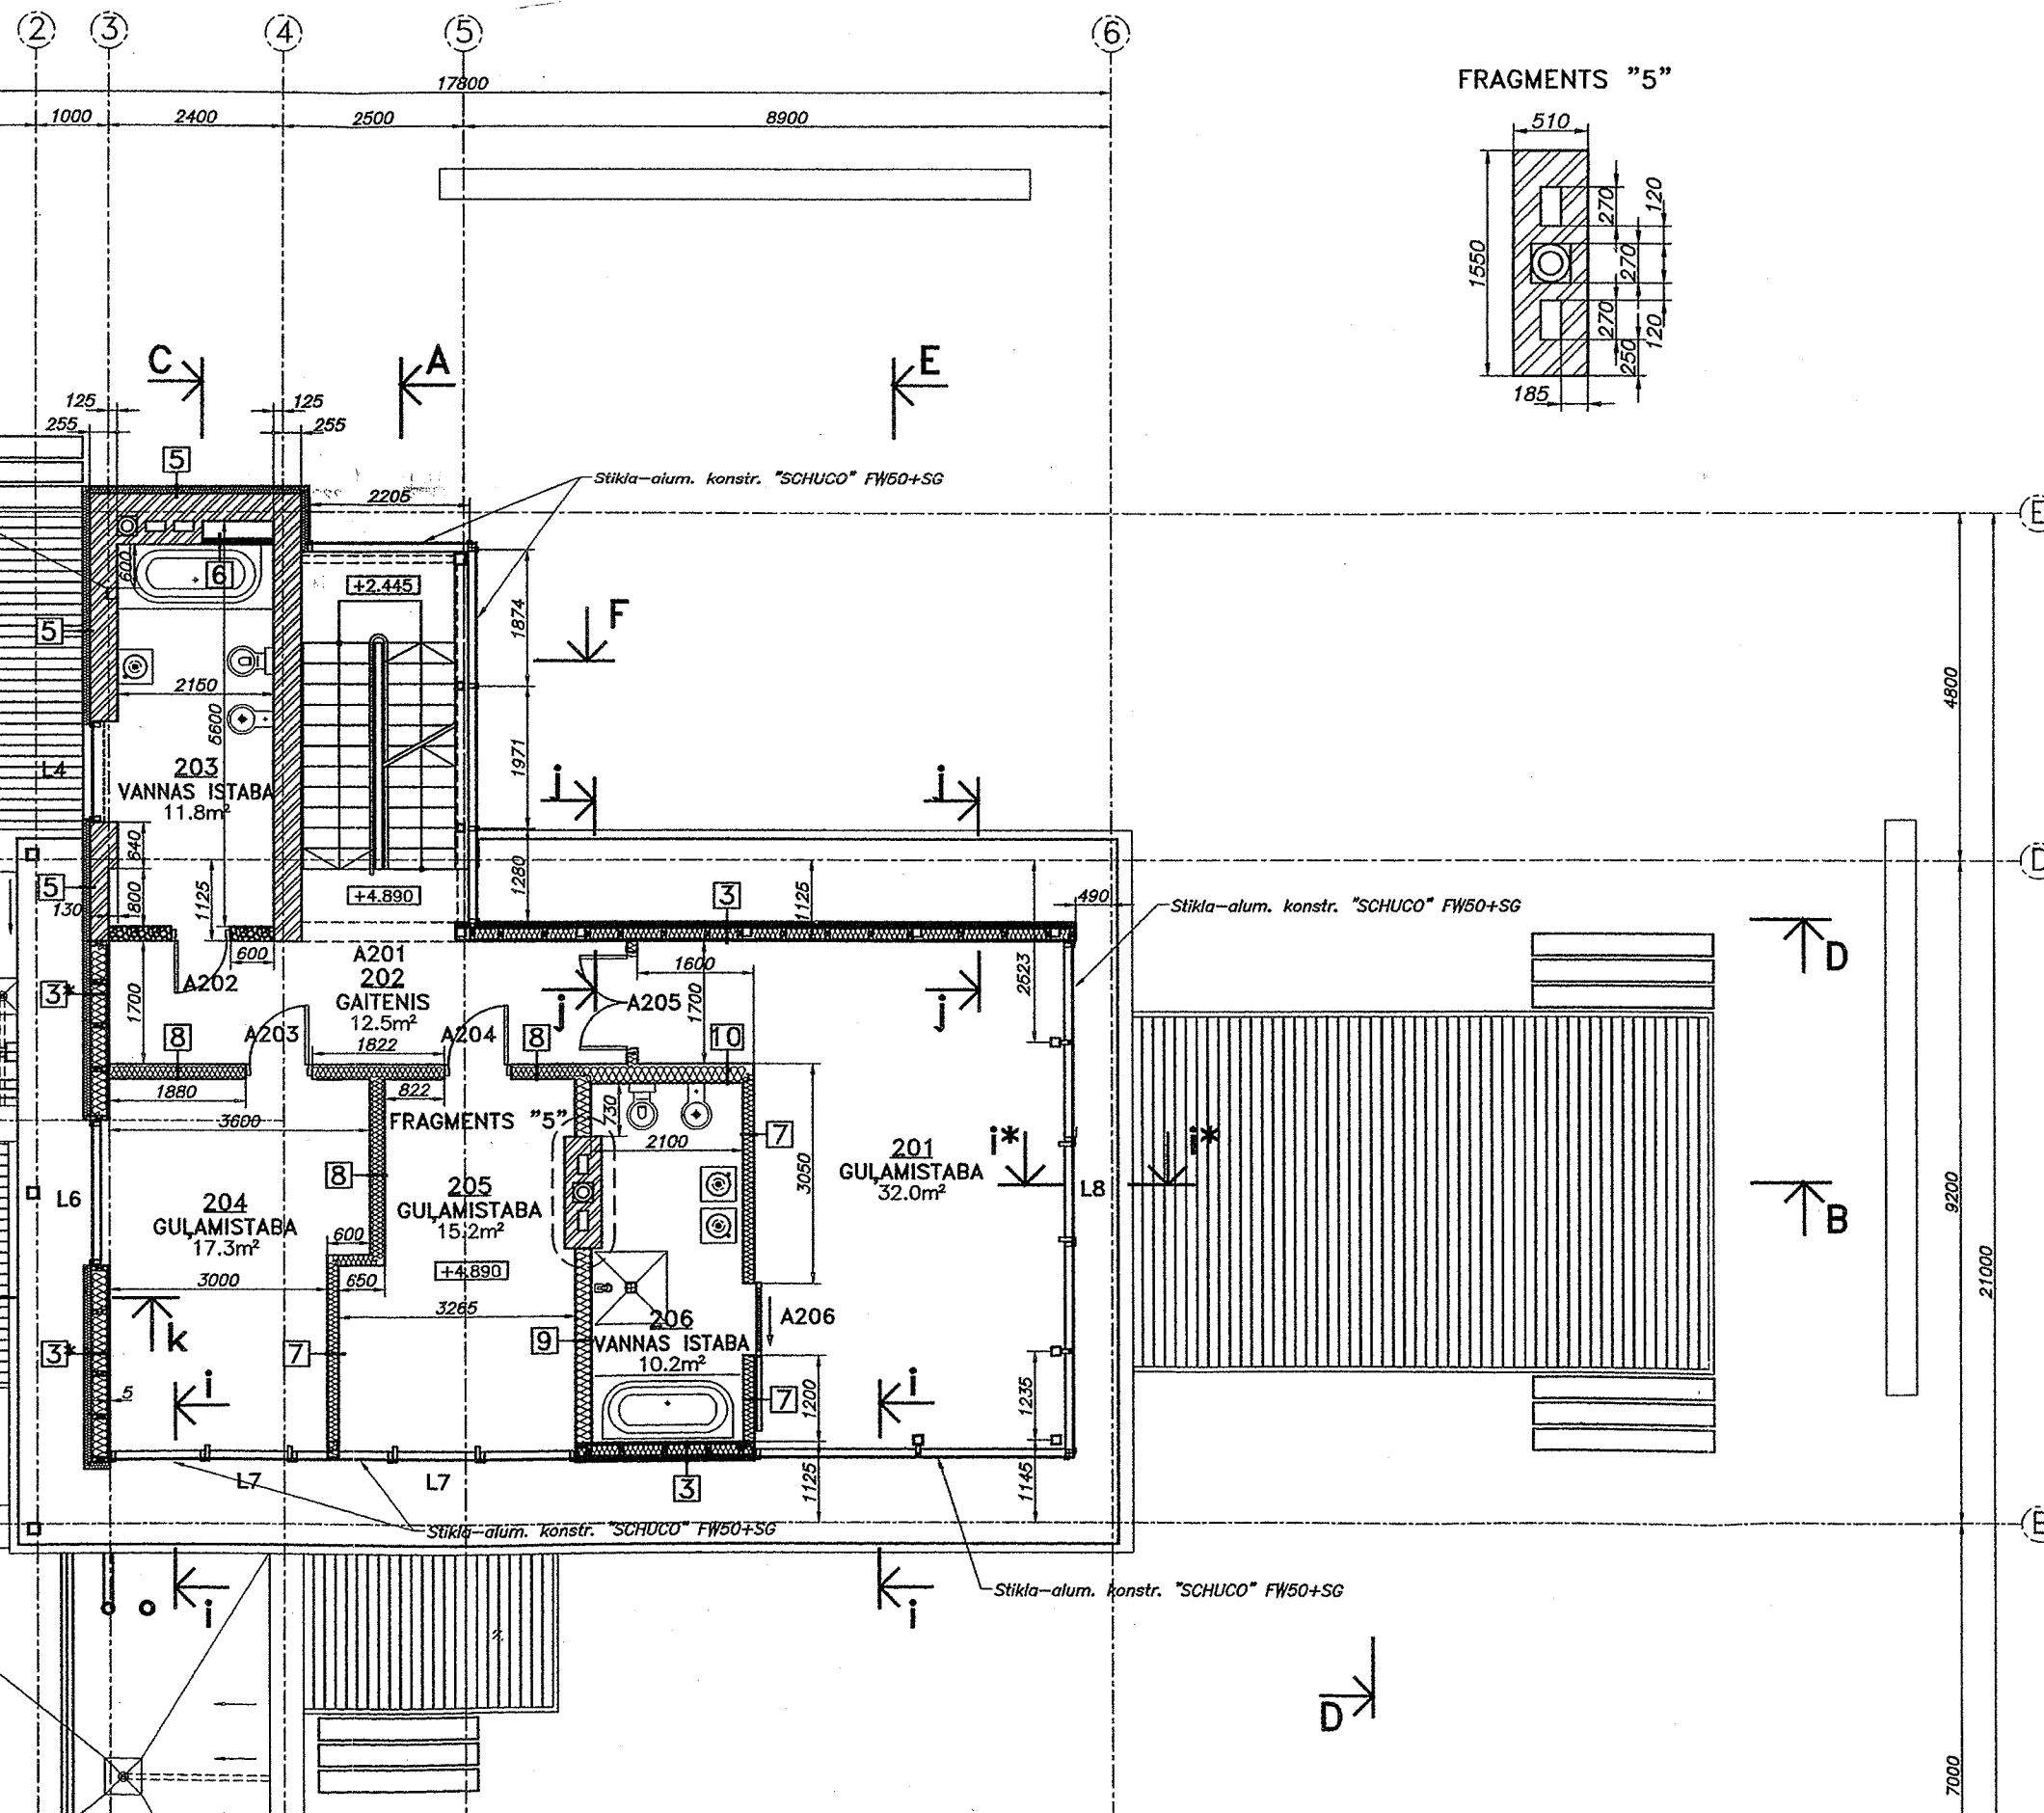 2 3 4 5 6
17800
1000 2400 2500 8900
FRAGMENTS "5"
510
1550
270
120
270
270
120
250
185
C A E
125 125
255 255
5
Stikla-alum. konstr. "SCHUCO" FW50+SG
2205
E
600
6
+2.445
1874
F
5
2150
6600
4800
1971
L4
203
VANNAS ISTABA
11.8m²
j j
640
D
5
130
800
1125
1280
+4.890
3
1125
490
Stikla-alum. konstr. "SCHUCO" FW50+SG
D
600
A201
202
GAITENIS
12.5m²
A202
3*
1700
1600
A205
j j
1700
2523
8
A203
A204
8
10
1822
1880
822
3600
FRAGMENTS "5"
730
2100
7
3050
201
GUĻAMISTABA
32.0m²
i* i*
L8
B
9200
21000
L6
8
204
GUĻAMISTABA
17.3m²
205
GUĻAMISTABA
15.2m²
600
+4.890
3000
650
3265
k
206
VANNAS ISTABA
10.2m²
A206
3*
7
9
5
i i
7
1200
1235
L7 L7
3
1125
1145
Stikla-alum. konstr. "SCHUCO" FW50+SG
Stikla-alum. konstr. "SCHUCO" FW50+SG
i i
D
7000